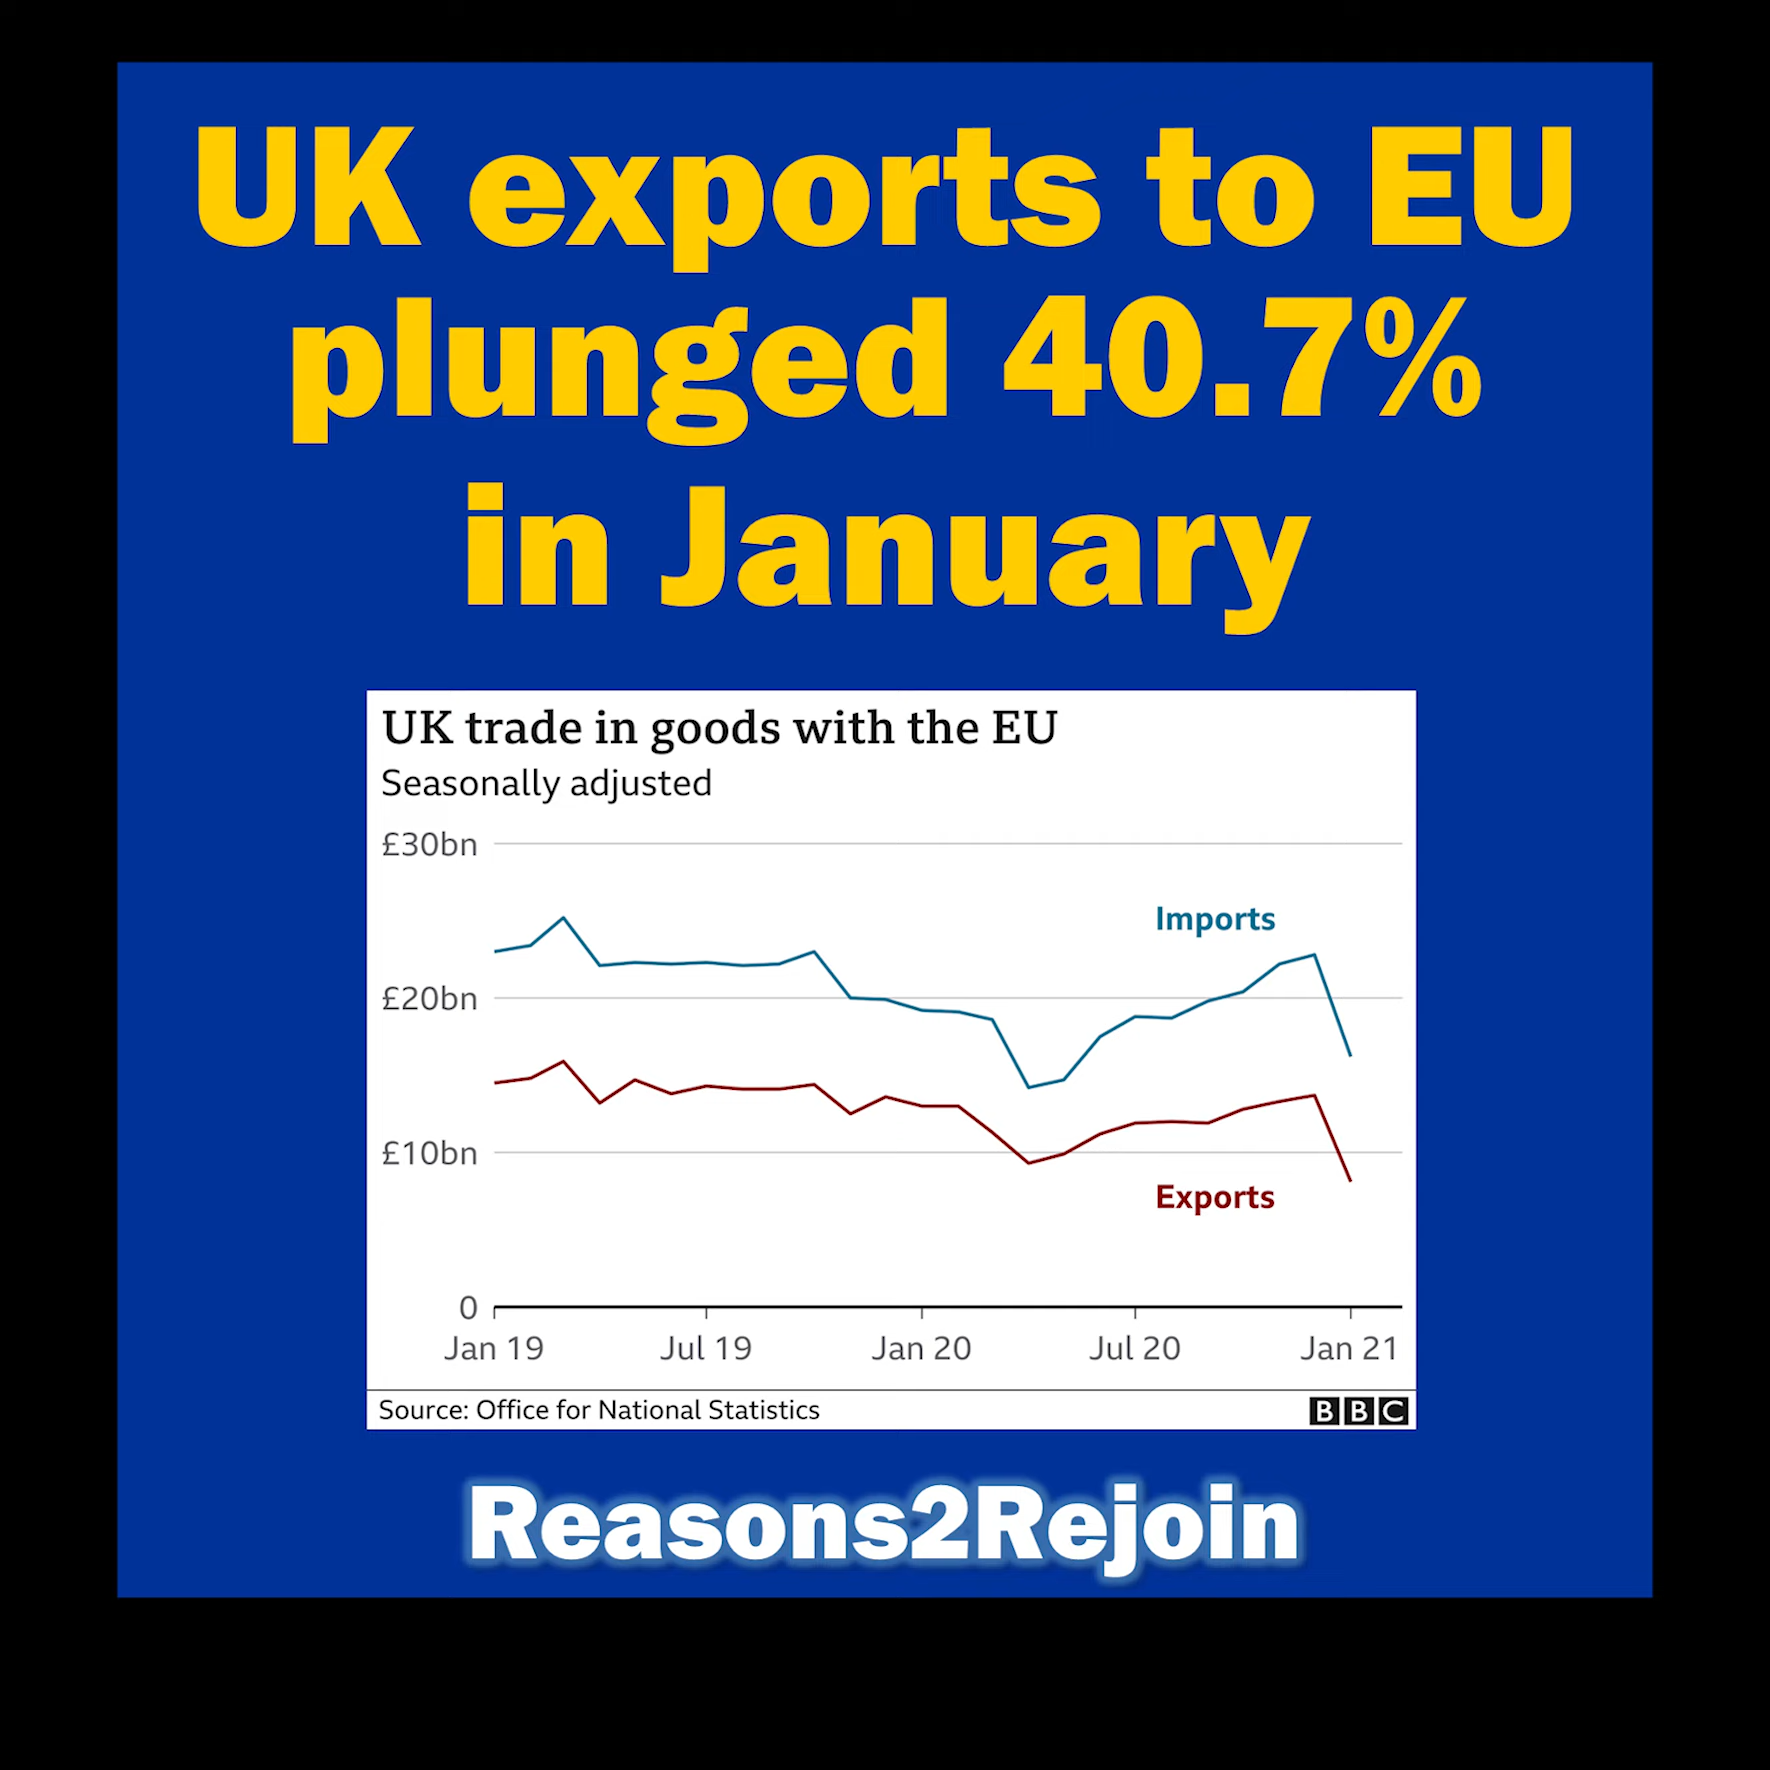 UK exports to EU
plunged 40.7%
in January
UK trade in goods with the EU
Seasonally adjusted
£30bn
Imports
£20bn
£10bn
Exports
0
Jan 19 Jul 19 Jan 20 Jul 20 Jan 21
Source: Office for National Statistics BBC
Reasons2Rejoin